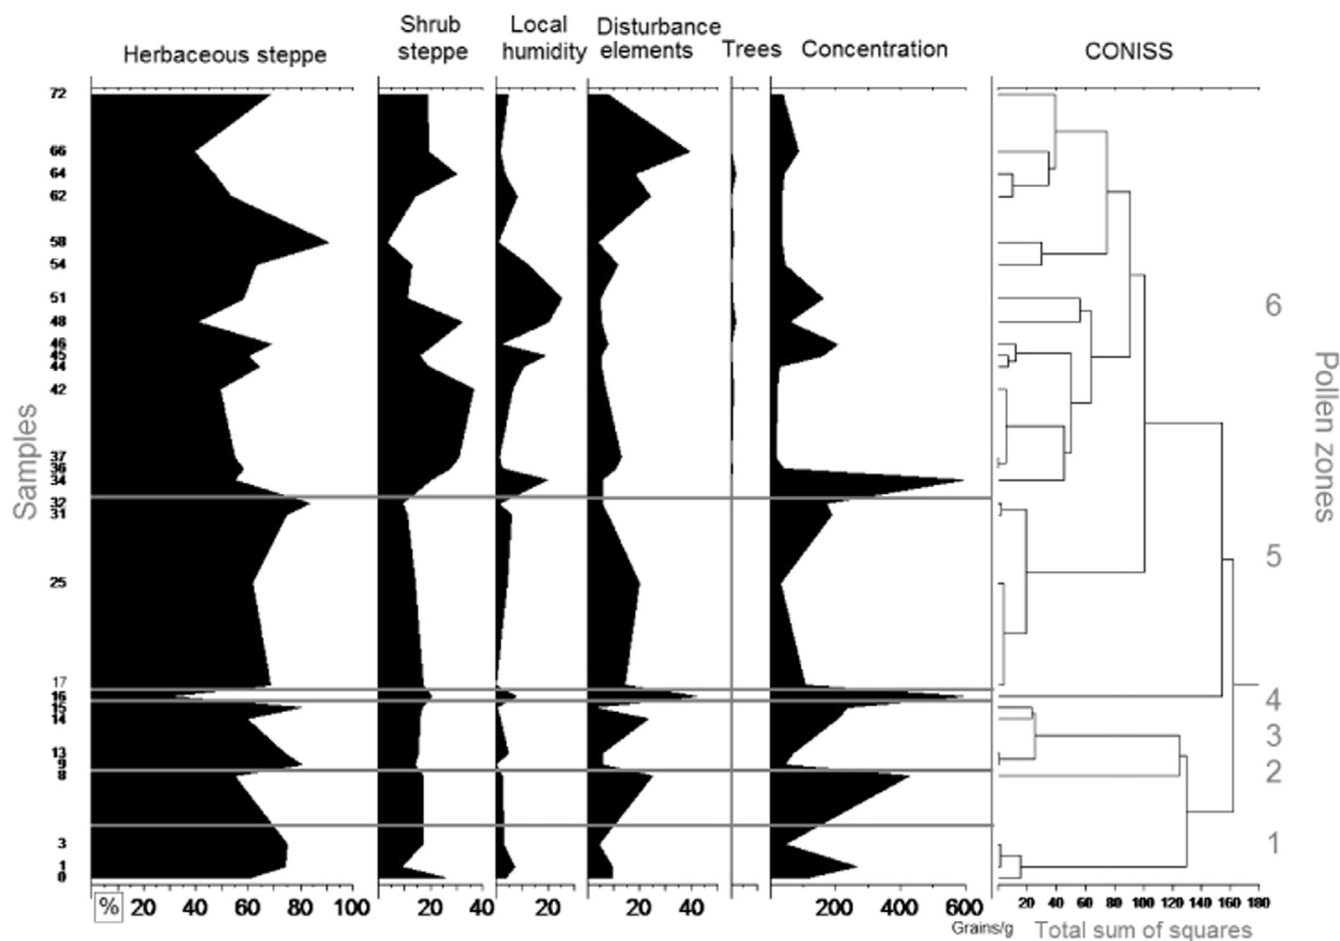 Herbaceous steppe
Shrub
steppe
Local
humidity
Disturbance
elements
Trees
Concentration
CONISS
Samples
72
66
64
62
58
54
51
48
46
45
44
42
37
36
34
32
31
25
17
16
15
14
13
9
8
3
1
0
6
5
4
3
2
1
Pollen zones
% 20 40 60 80 100
20 40
20
20 40
200 400 600
Grains/g
20 40 60 80 100 120 140 160 180
Total sum of squares